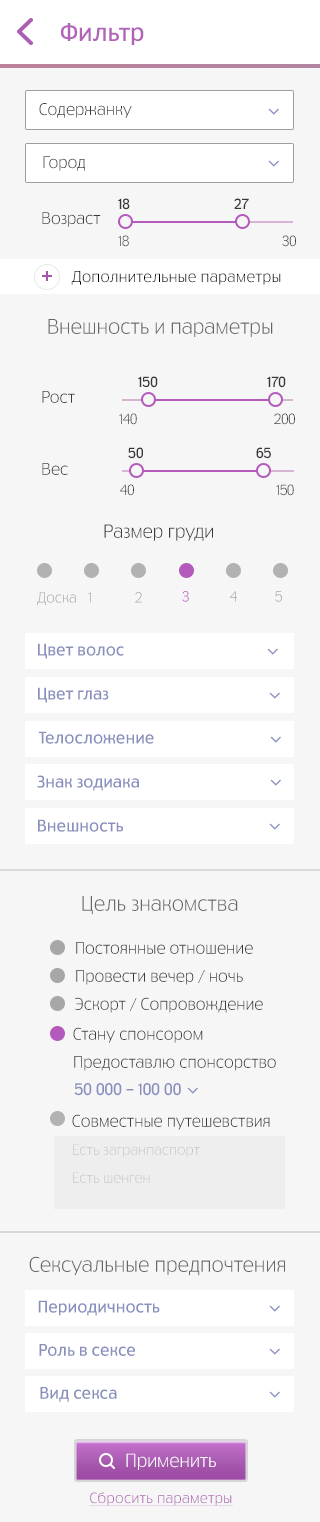 Фильтр
Содержанку
Город
18 27
Возраст
18 30
+ Дополнительные параметры
Внешность и параметры
150 170
Рост
140 200
50 65
Вес
40 150
Размер груди
Доска 1 2 3 4 5
Цвет волос
Цвет глаз
Телосложение
Знак зодиака
Внешность
Цель знакомства
Постоянные отношение
Провести вечер / ночь
Эскорт / Сопровождение
Стану спонсором
Предоставлю спонсорство
50 000 – 100 00
Совместные путешевствия
Есть загранпаспорт
Есть шенген
Сексуальные предпочтения
Периодичность
Роль в сексе
Вид секса
Применить
Сбросить параметры